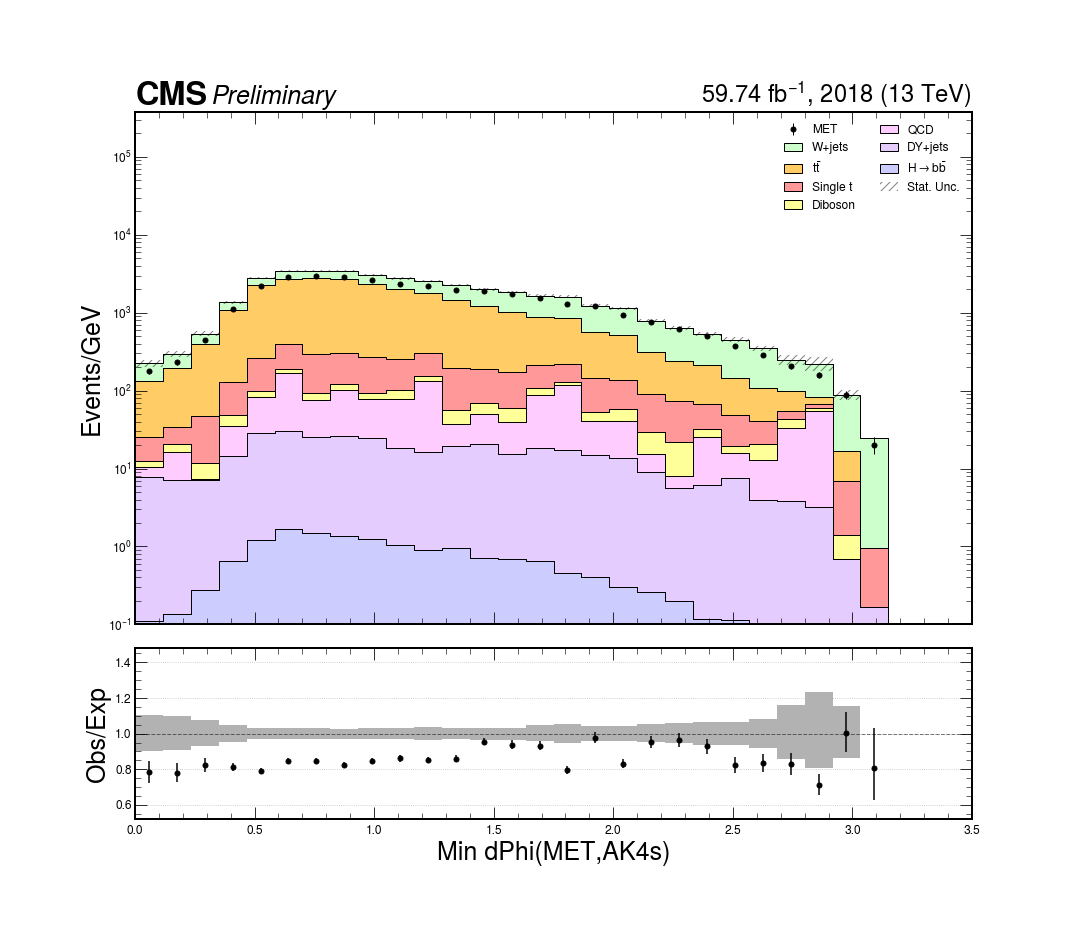 CMS Preliminary
59.74 fb⁻¹, 2018 (13 TeV)
MET
W+jets
tt̄
Single t
Diboson
QCD
DY+jets
H→bb̄
Stat. Unc.
Events/GeV
10⁵
10⁴
10³
10²
10¹
10⁰
10⁻¹
Obs/Exp
1.4
1.2
1.0
0.8
0.6
0.0 0.5 1.0 1.5 2.0 2.5 3.0 3.5
Min dPhi(MET,AK4s)